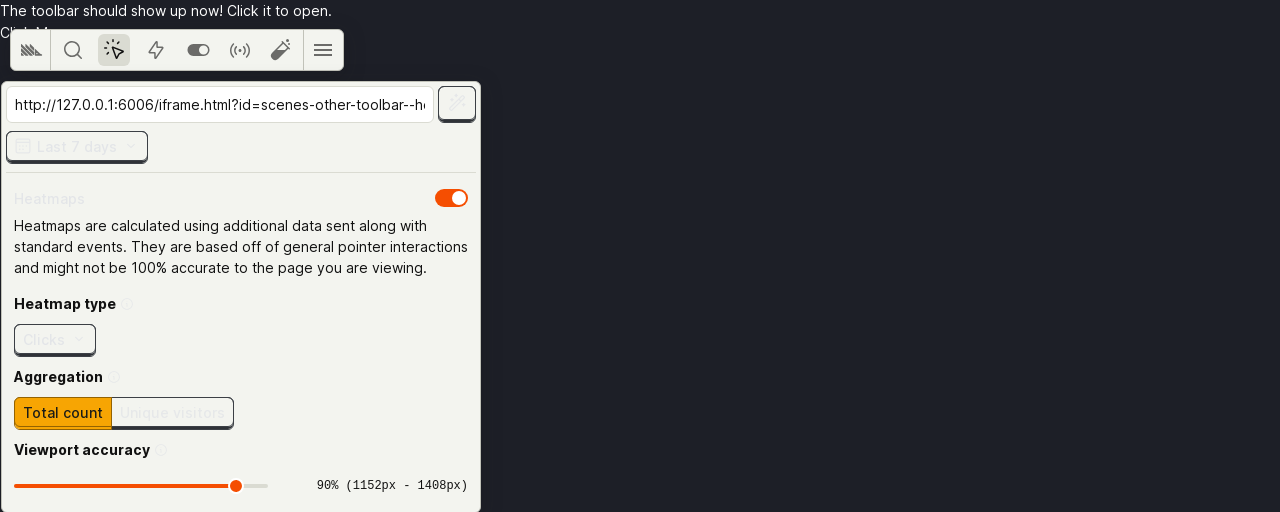 The toolbar should show up now! Click it to open.
http://127.0.0.1:6006/iframe.html?id=scenes-other-toolbar--he
Last 7 days
Heatmaps
Heatmaps are calculated using additional data sent along with
standard events. They are based off of general pointer interactions
and might not be 100% accurate to the page you are viewing.
Heatmap type
Clicks
Aggregation
Total count Unique visitors
Viewport accuracy
90% (1152px - 1408px)